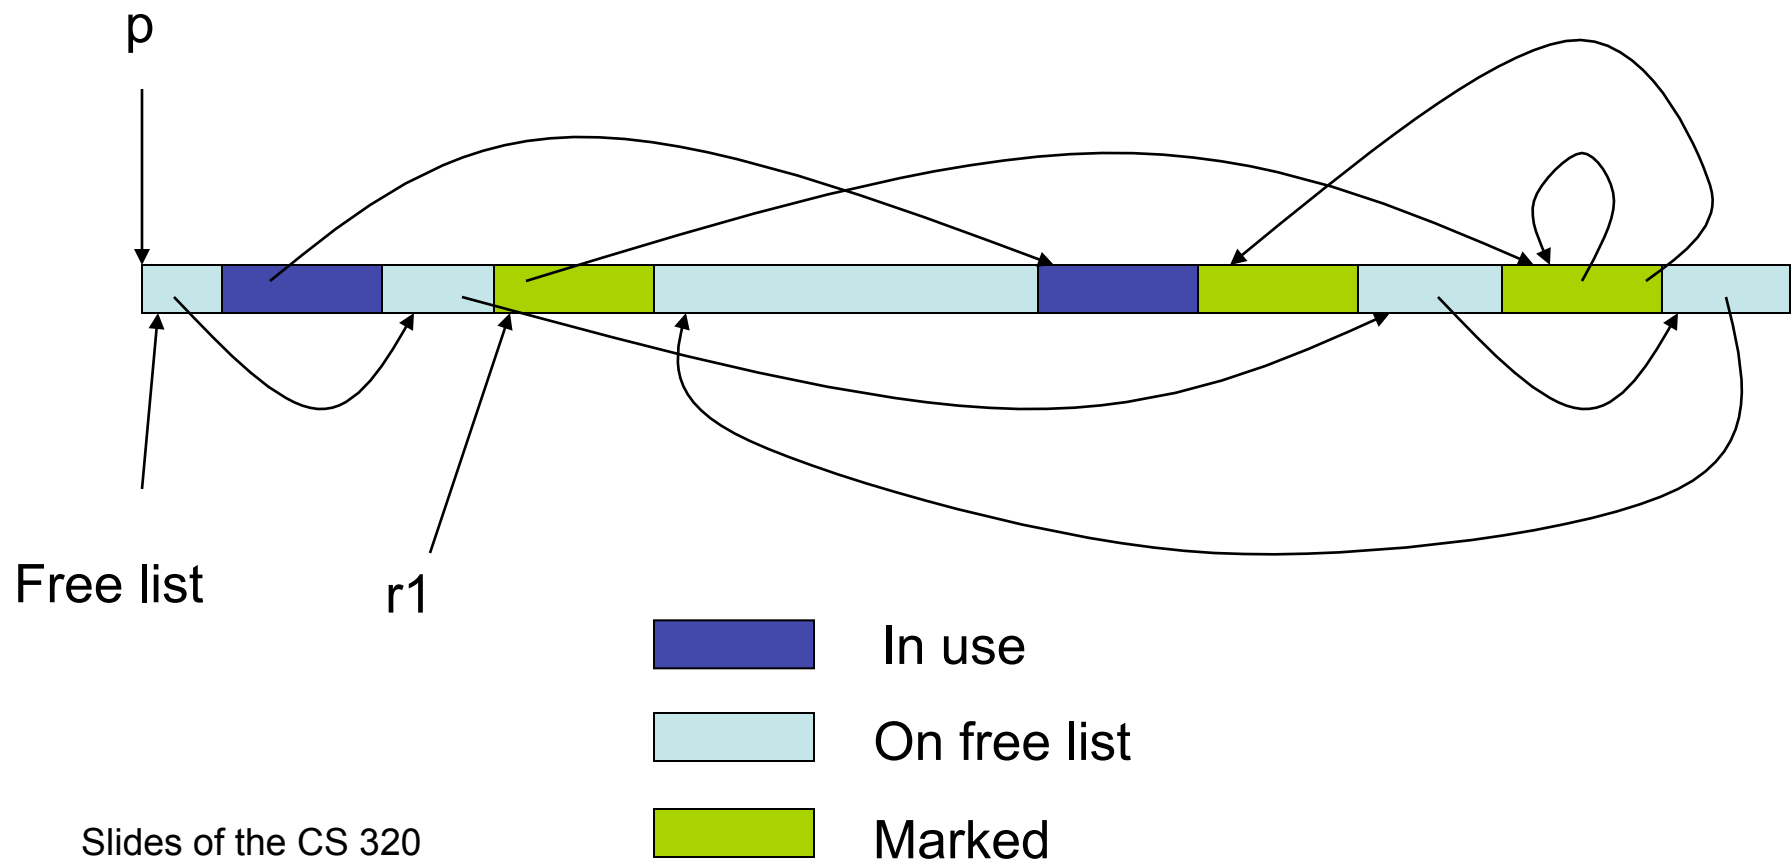 p
Free list
r1
In use
On free list
Marked
Slides of the CS 320